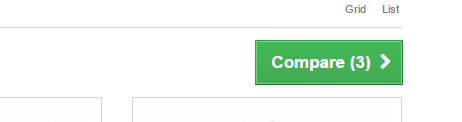 Grid List
Compare (3)